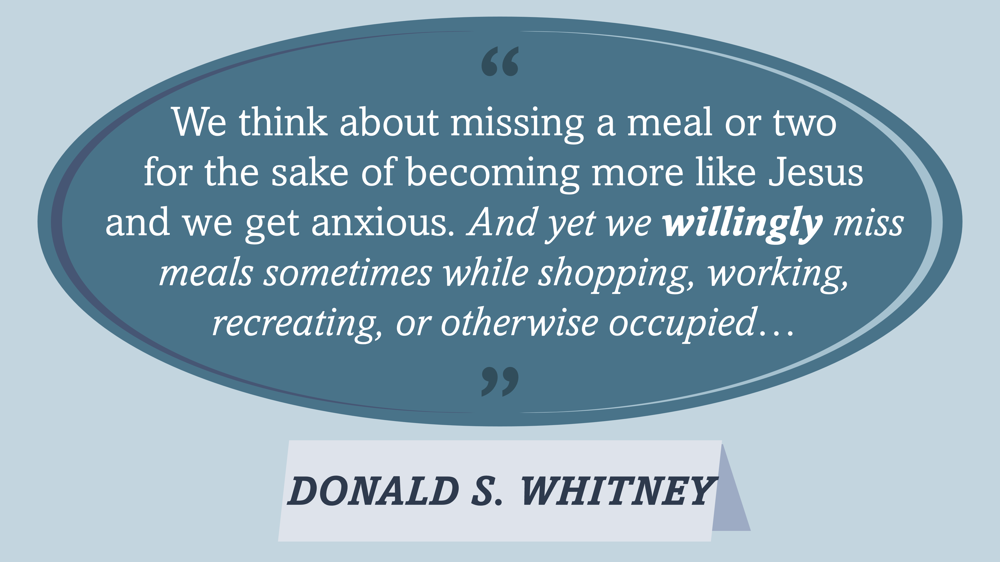 “
We think about missing a meal or two
for the sake of becoming more like Jesus
and we get anxious. And yet we willingly miss
meals sometimes while shopping, working,
recreating, or otherwise occupied…
”
DONALD S. WHITNEY